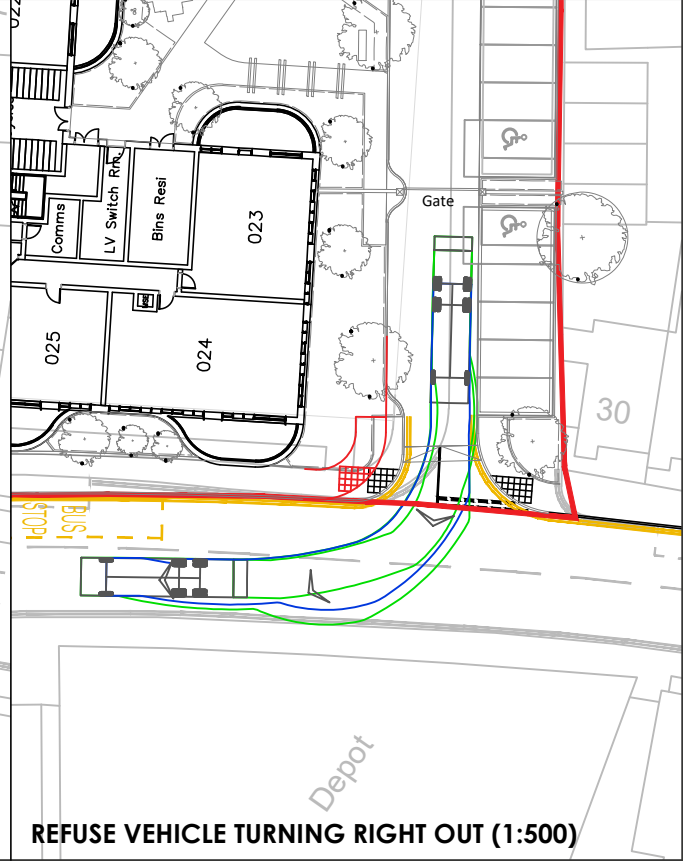 022
Comms
LV Switch Rm
Bins Resi
023
Gate
025
024
30
BUS
STOP
Depot
REFUSE VEHICLE TURNING RIGHT OUT (1:500)